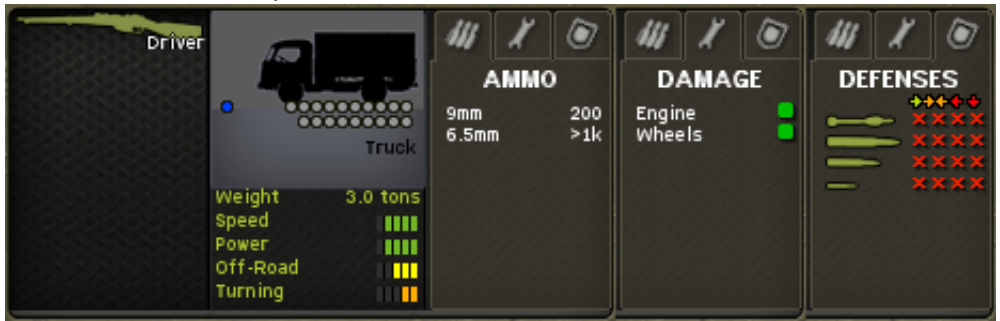 Driver
Truck
Weight 3.0 tons
Speed
Power
Off-Road
Turning
AMMO
9mm 200
6.5mm >1k
DAMAGE
Engine
Wheels
DEFENSES